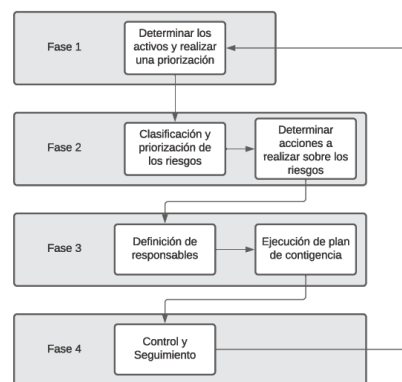 Fase 1
Determinar los
activos y realizar
una priorización
Fase 2
Clasificación y
priorización de
los riesgos
Determinar
acciones a
realizar sobre los
riesgos
Fase 3
Definición de
responsables
Ejecución de plan
de contigencia
Fase 4
Control y
Seguimiento